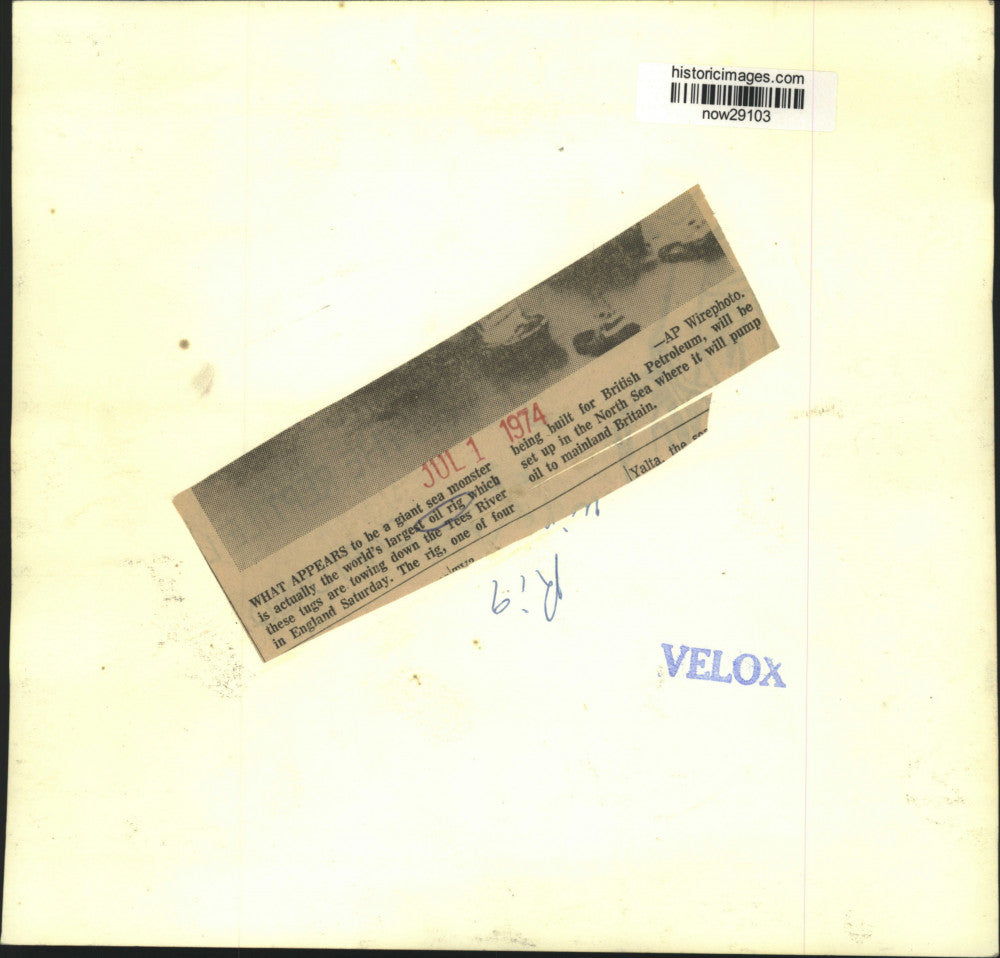 historicimages.com
now29103
JUL 1 1974
WHAT APPEARS to be a giant sea monster
is actually the world's largest oil rig which
these tugs are towing down the Tees River
in England Saturday. The rig, one of four
—AP Wirephoto.
being built for British Petroleum, will be
set up in the North Sea where it will pump
oil to mainland Britain.
Yalta, the
Rig
VELOX